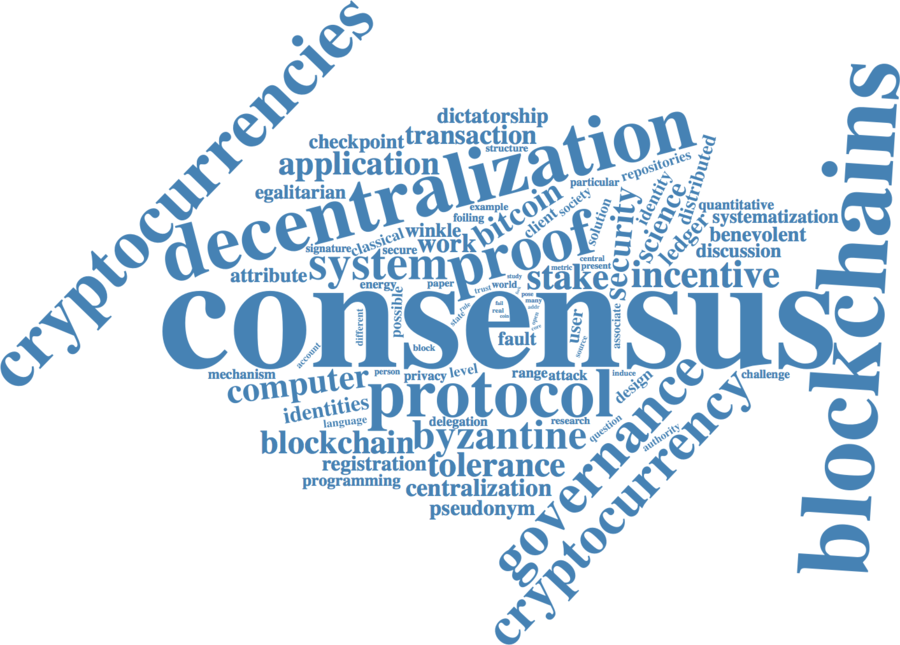 cryptocurrencies
dictatorship
checkpoint
transaction
structure
application
decentralization
egalitarian
example
particular
repositories
foiling
bitcoin
client
society
solution
identity
science
distributed
ledger
security
quantitative
systematization
benevolent
discussion
signature
classical
winkle
secure
work
proof
central
present
metric
attribute
system
energy
paper
trust
world
study
stake
incentive
blockchains
consensus
possible
different
state
role
full
real
post
many
open
user
source
associate
account
block
fault
mechanism
person
privacy
level
range
attack
induce
challenge
computer
protocol
design
identities
language
delegation
research
question
authority
governance
blockchain
byzantine
registration
tolerance
programming
centralization
pseudonym
cryptocurrency